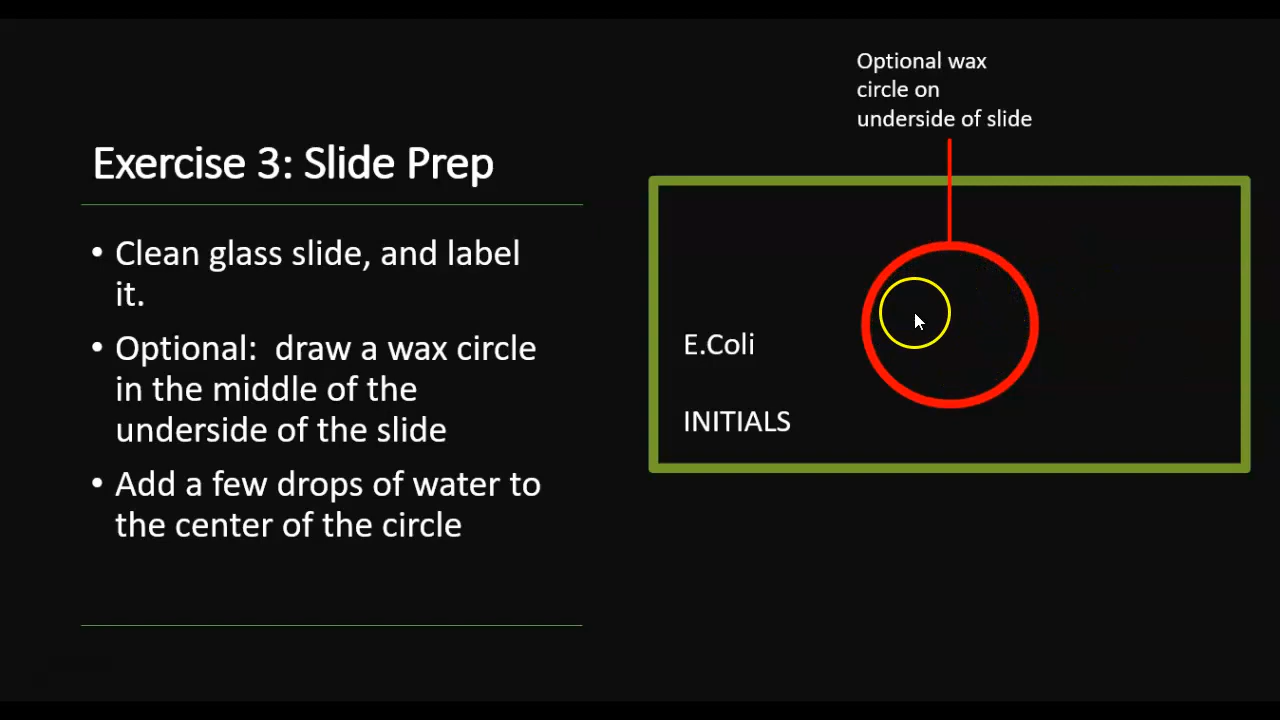 Exercise 3: Slide Prep
• Clean glass slide, and label
it.
• Optional:  draw a wax circle
in the middle of the
underside of the slide
• Add a few drops of water to
the center of the circle
Optional wax
circle on
underside of slide
E.Coli
INITIALS